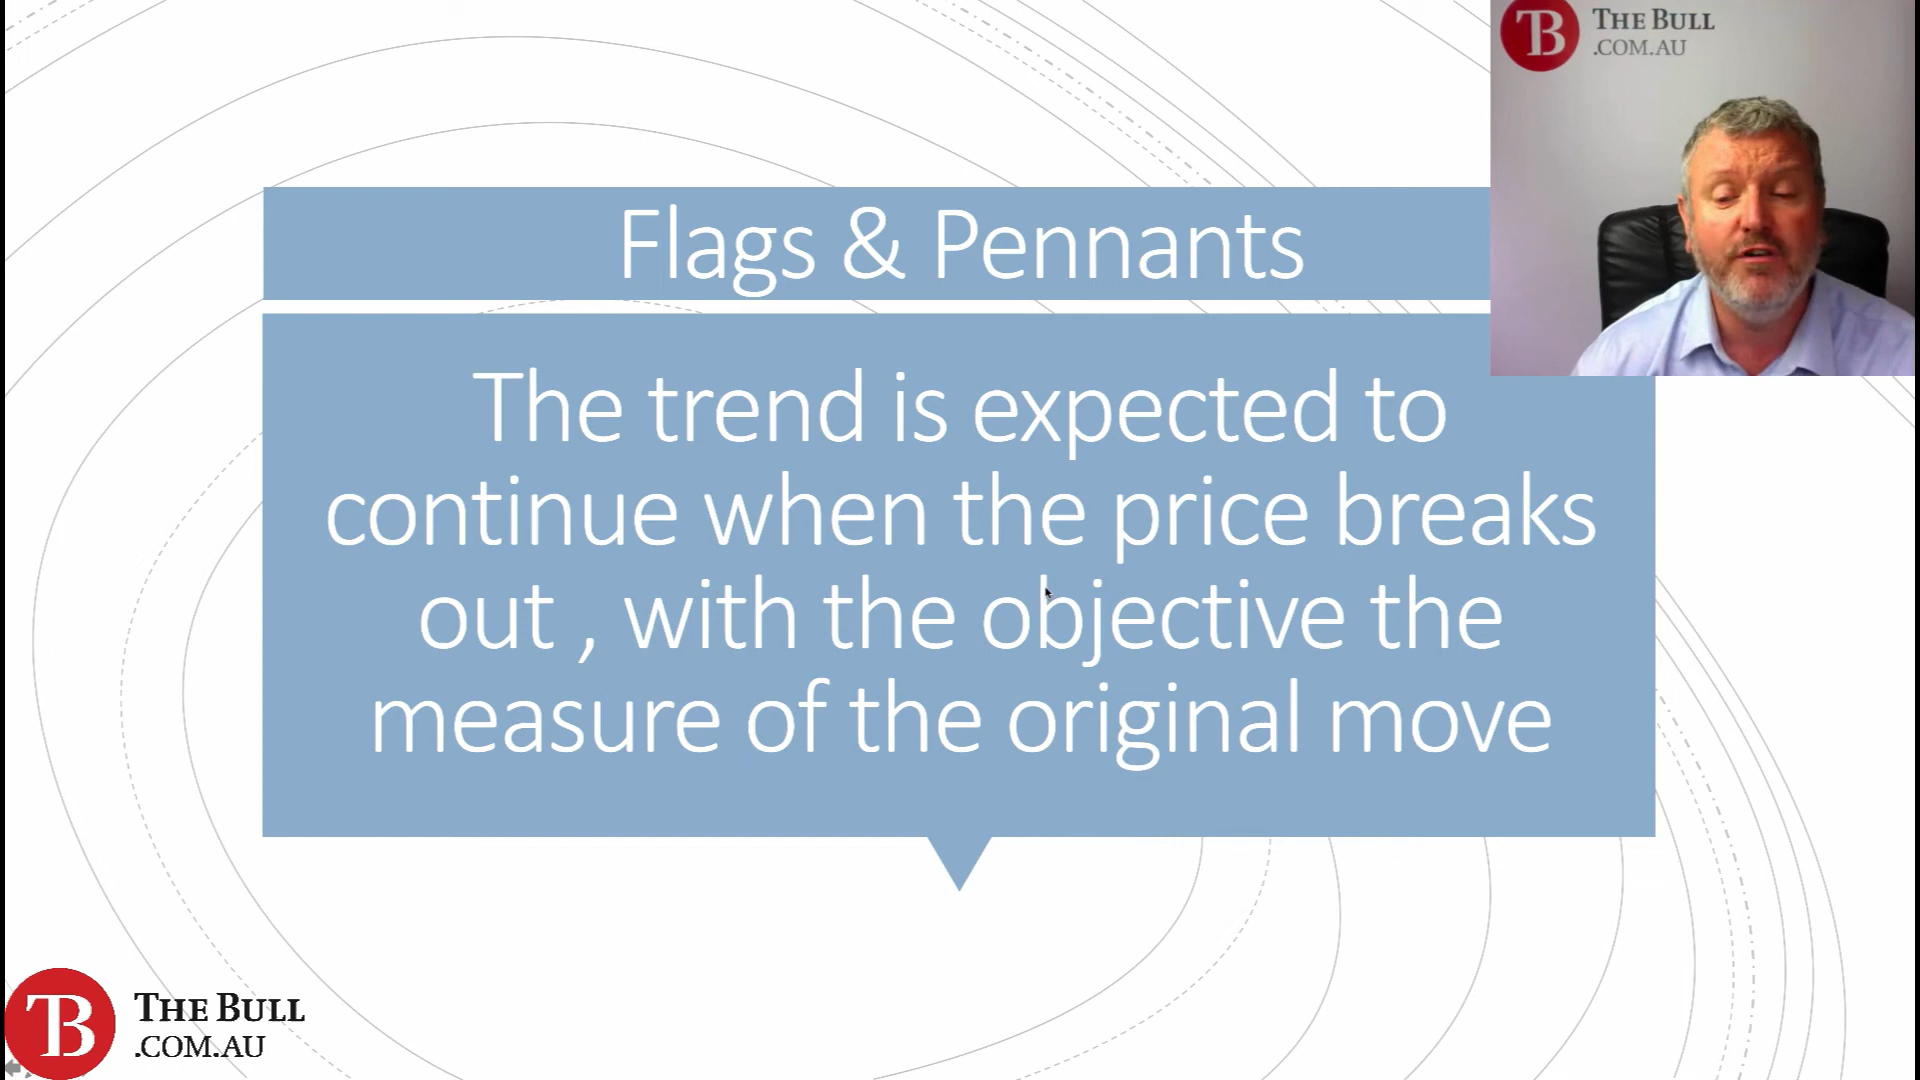 THE BULL
.COM.AU
Flags & Pennants
The trend is expected to
continue when the price breaks
out , with the objective the
measure of the original move
THE BULL
.COM.AU